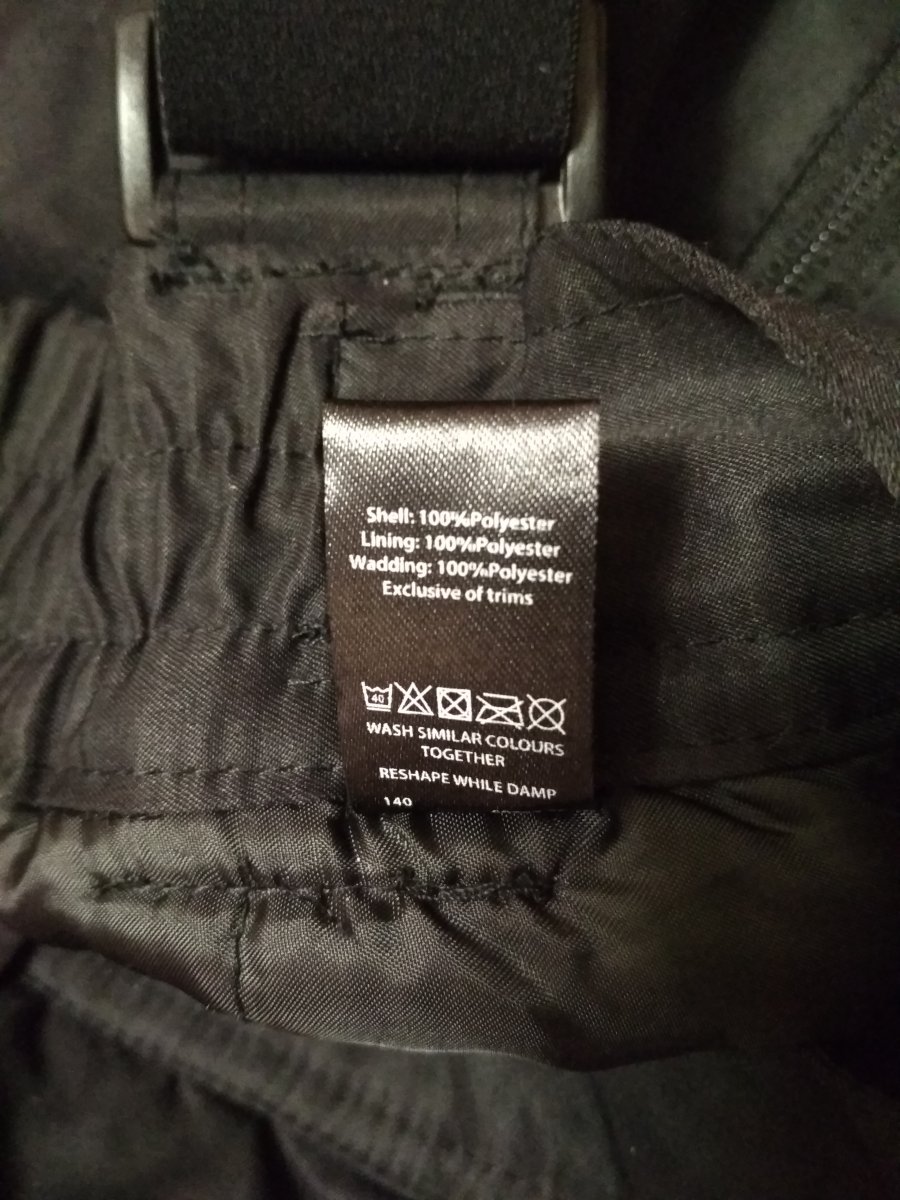 Shell: 100%Polyester
Lining: 100%Polyester
Wadding: 100%Polyester
Exclusive of trims
40
WASH SIMILAR COLOURS
TOGETHER
RESHAPE WHILE DAMP